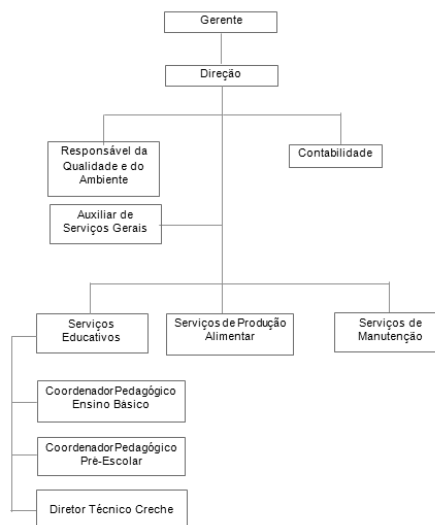 Gerente
Direção
Responsável da
Qualidade e do
Ambiente
Contabilidade
Auxiliar de
Serviços Gerais
Serviços
Educativos
Serviços de Produção
Alimentar
Serviços de
Manutenção
Coordenador Pedagógico
Ensino Básico
Coordenador Pedagógico
Pré-Escolar
Diretor Técnico Creche